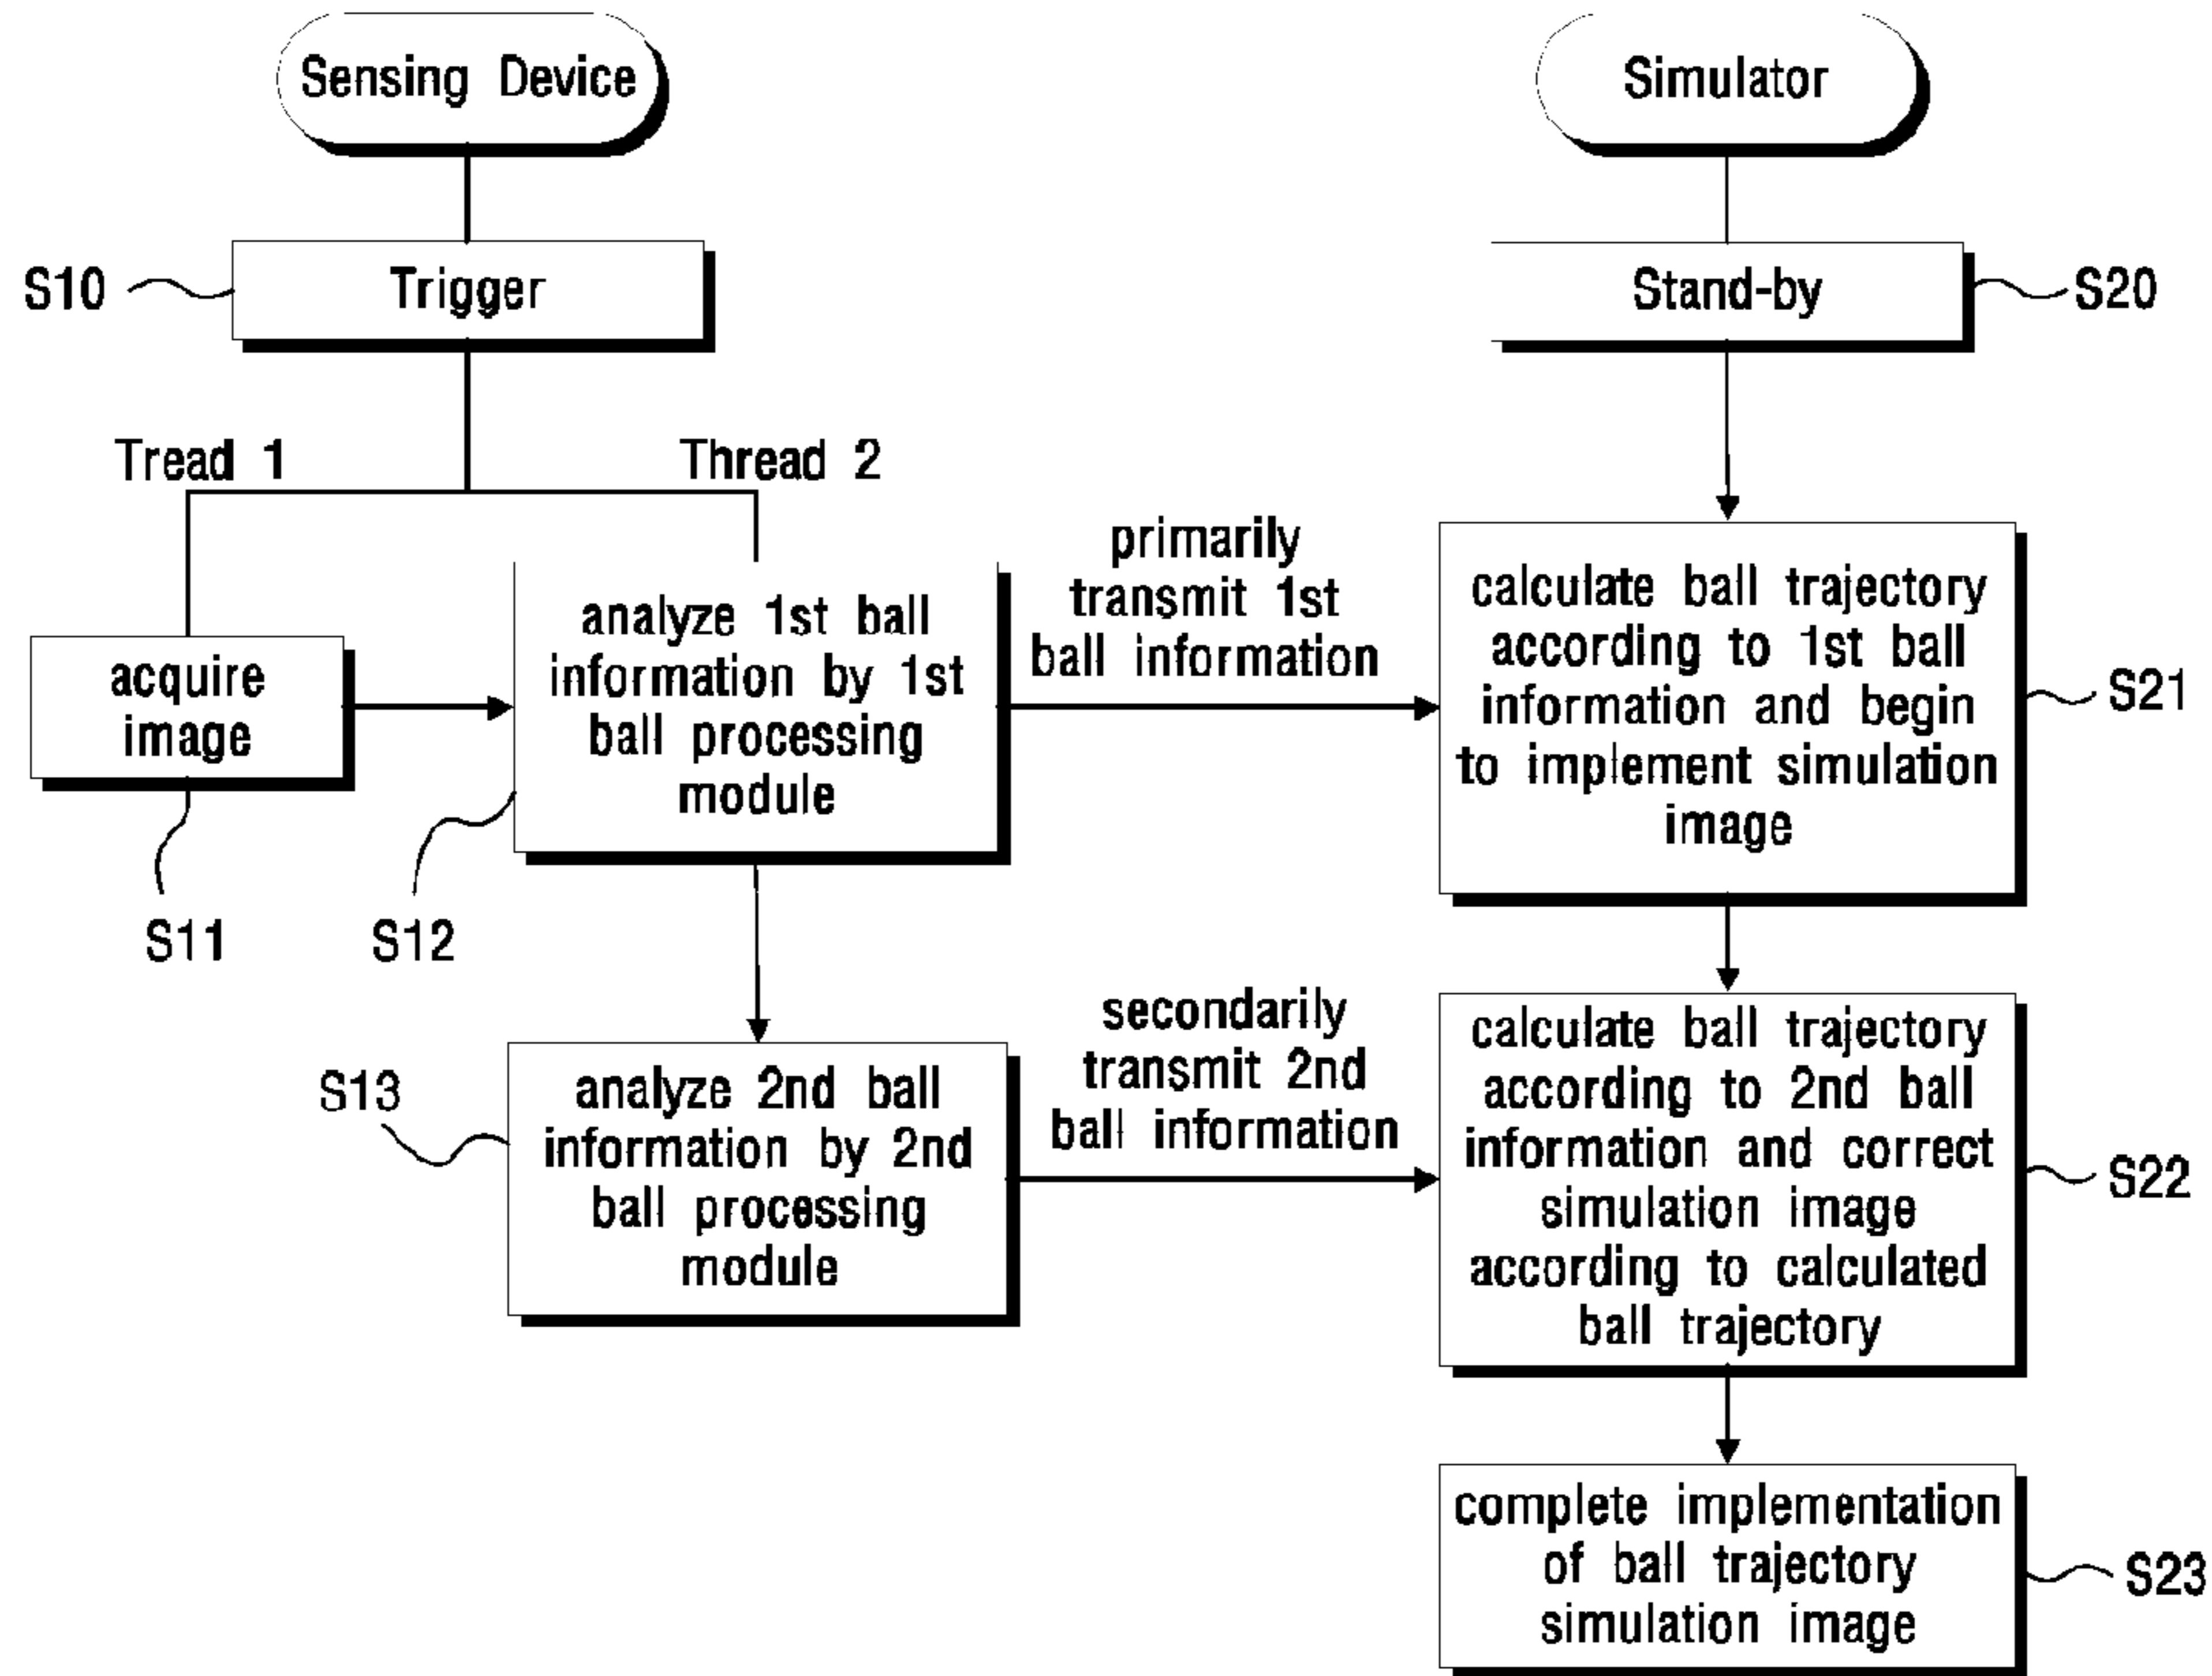 Sensing Device
Simulator
S10
Trigger
Stand-by
S20
Tread 1
Thread 2
acquire
image
S11
analyze 1st ball
information by 1st
ball processing
module
S12
primarily
transmit 1st
ball information
calculate ball trajectory
according to 1st ball
information and begin
to implement simulation
image
S21
S13
analyze 2nd ball
information by 2nd
ball processing
module
secondarily
transmit 2nd
ball information
calculate ball trajectory
according to 2nd ball
information and correct
simulation image
according to calculated
ball trajectory
S22
complete implementation
of ball trajectory
simulation image
S23